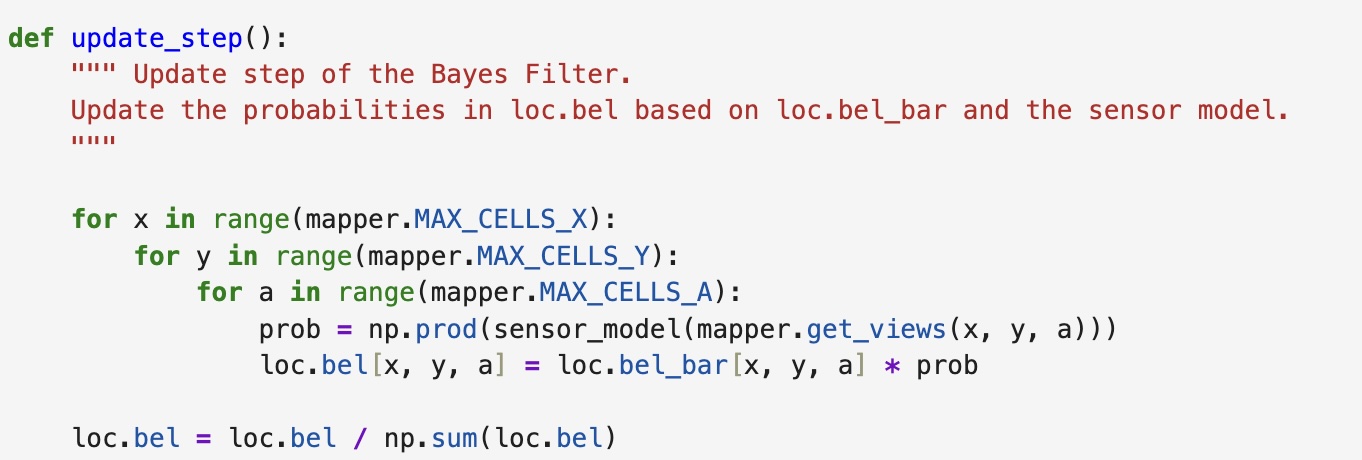 def update_step():
    """ Update step of the Bayes Filter.
    Update the probabilities in loc.bel based on loc.bel_bar and the sensor model.
    """

    for x in range(mapper.MAX_CELLS_X):
        for y in range(mapper.MAX_CELLS_Y):
            for a in range(mapper.MAX_CELLS_A):
                prob = np.prod(sensor_model(mapper.get_views(x, y, a)))
                loc.bel[x, y, a] = loc.bel_bar[x, y, a] * prob

    loc.bel = loc.bel / np.sum(loc.bel)